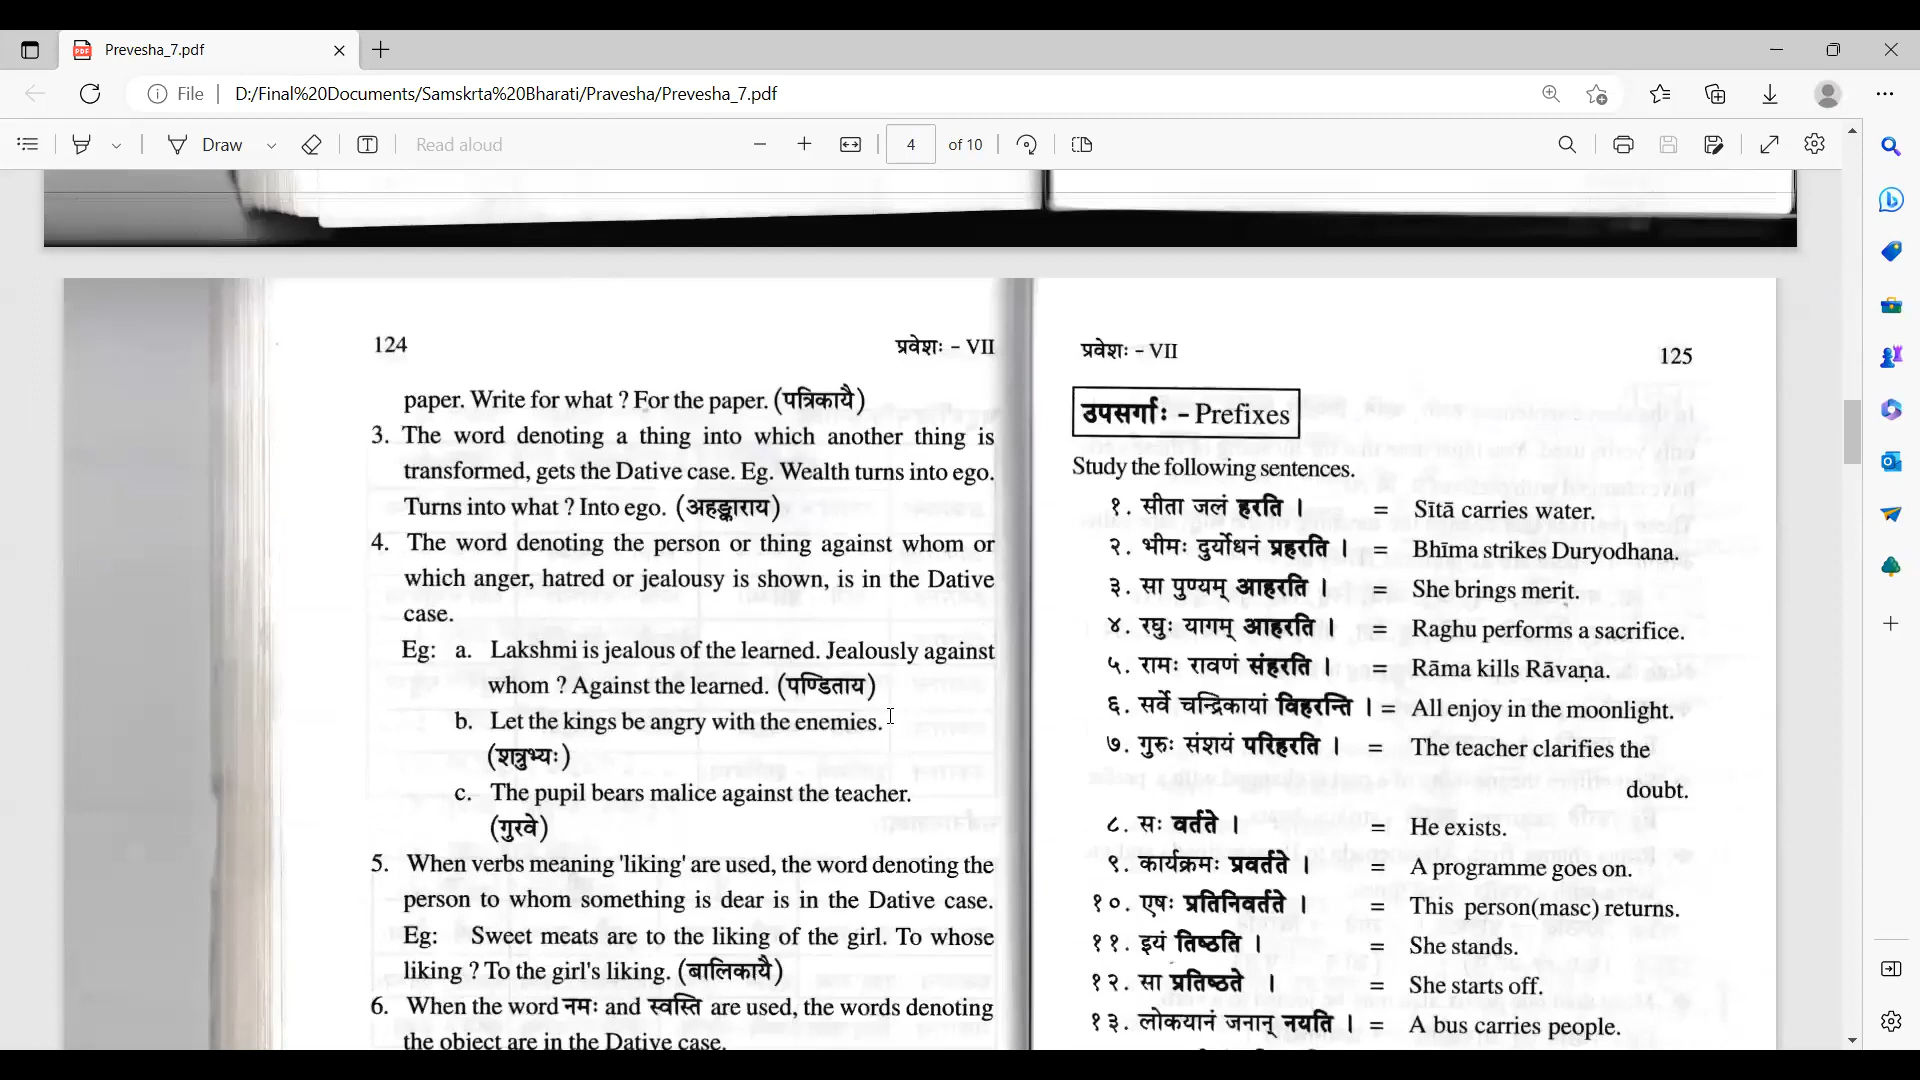 Prevesha_7.pdf
File
D:/Final%20Documents/Samskrta%20Bharati/Pravesha/Prevesha_7.pdf
Draw
Read aloud
4 of 10
124 प्रवेशः - VII
paper. Write for what ? For the paper. (पत्रिकायै)
3. The word denoting a thing into which another thing is
transformed, gets the Dative case. Eg. Wealth turns into ego.
Turns into what ? Into ego. (अहङ्काराय)
4. The word denoting the person or thing against whom or
which anger, hatred or jealousy is shown, is in the Dative
case.
Eg: a. Lakshmi is jealous of the learned. Jealously against
whom ? Against the learned. (पण्डिताय)
b. Let the kings be angry with the enemies.
(शत्रुभ्यः)
c. The pupil bears malice against the teacher.
(गुरवे)
5. When verbs meaning 'liking' are used, the word denoting the
person to whom something is dear is in the Dative case.
Eg: Sweet meats are to the liking of the girl. To whose
liking ? To the girl's liking. (बालिकायै)
6. When the word नमः and स्वस्ति are used, the words denoting
the object are in the Dative case.
प्रवेशः - VII 125
उपसर्गाः - Prefixes
Study the following sentences.
१. सीता जलं हरति । = Sītā carries water.
२. भीमः दुर्योधनं प्रहरति । = Bhīma strikes Duryodhana.
३. सा पुण्यम् आहरति । = She brings merit.
४. रघुः यागम् आहरति । = Raghu performs a sacrifice.
५. रामः रावणं संहरति । = Rāma kills Rāvaṇa.
६. सर्वे चन्द्रिकायां विहरन्ति । = All enjoy in the moonlight.
७. गुरुः संशयं परिहरति । = The teacher clarifies the
doubt.
८. सः वर्तते । = He exists.
९. कार्यक्रमः प्रवर्तते । = A programme goes on.
१०. एषः प्रतिनिवर्तते । = This person(masc) returns.
११. इयं तिष्ठति । = She stands.
१२. सा प्रतिष्ठते । = She starts off.
१३. लोकयानं जनान् नयति । = A bus carries people.